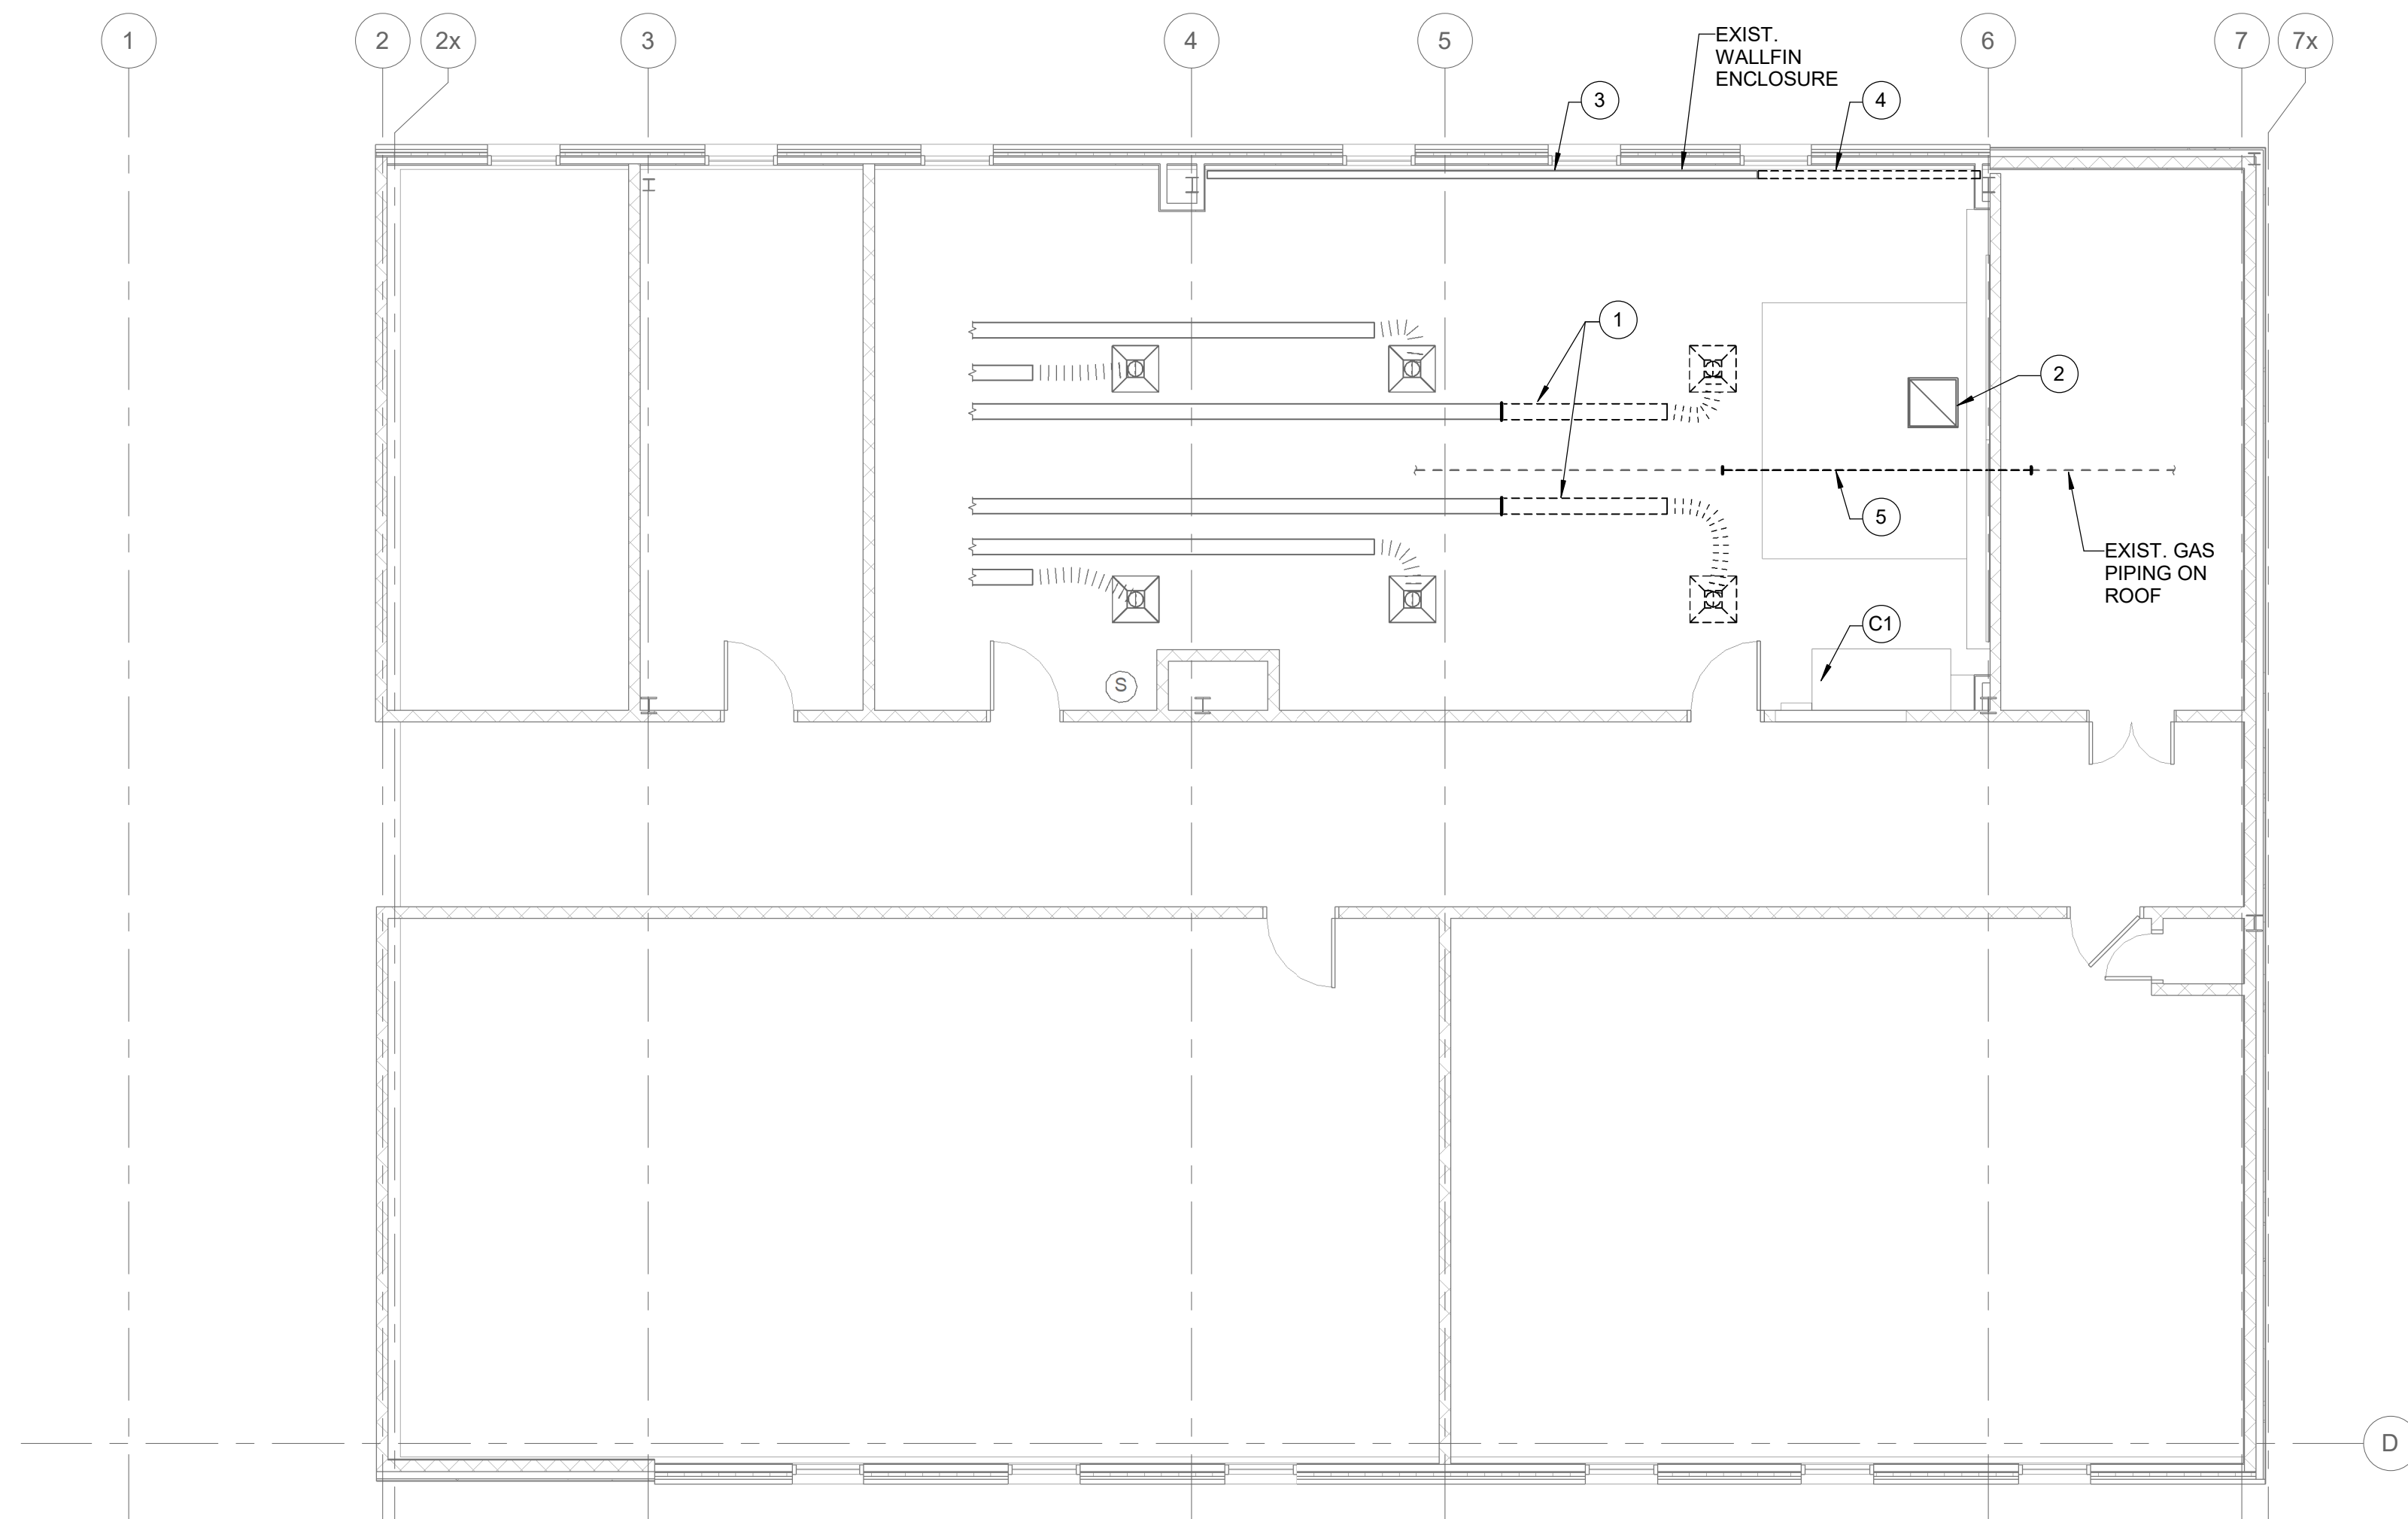 1
2
2x
3
4
5
6
7
7x
EXIST.
WALLFIN
ENCLOSURE
3
4
1
2
5
EXIST. GAS
PIPING ON
ROOF
C1
S
D